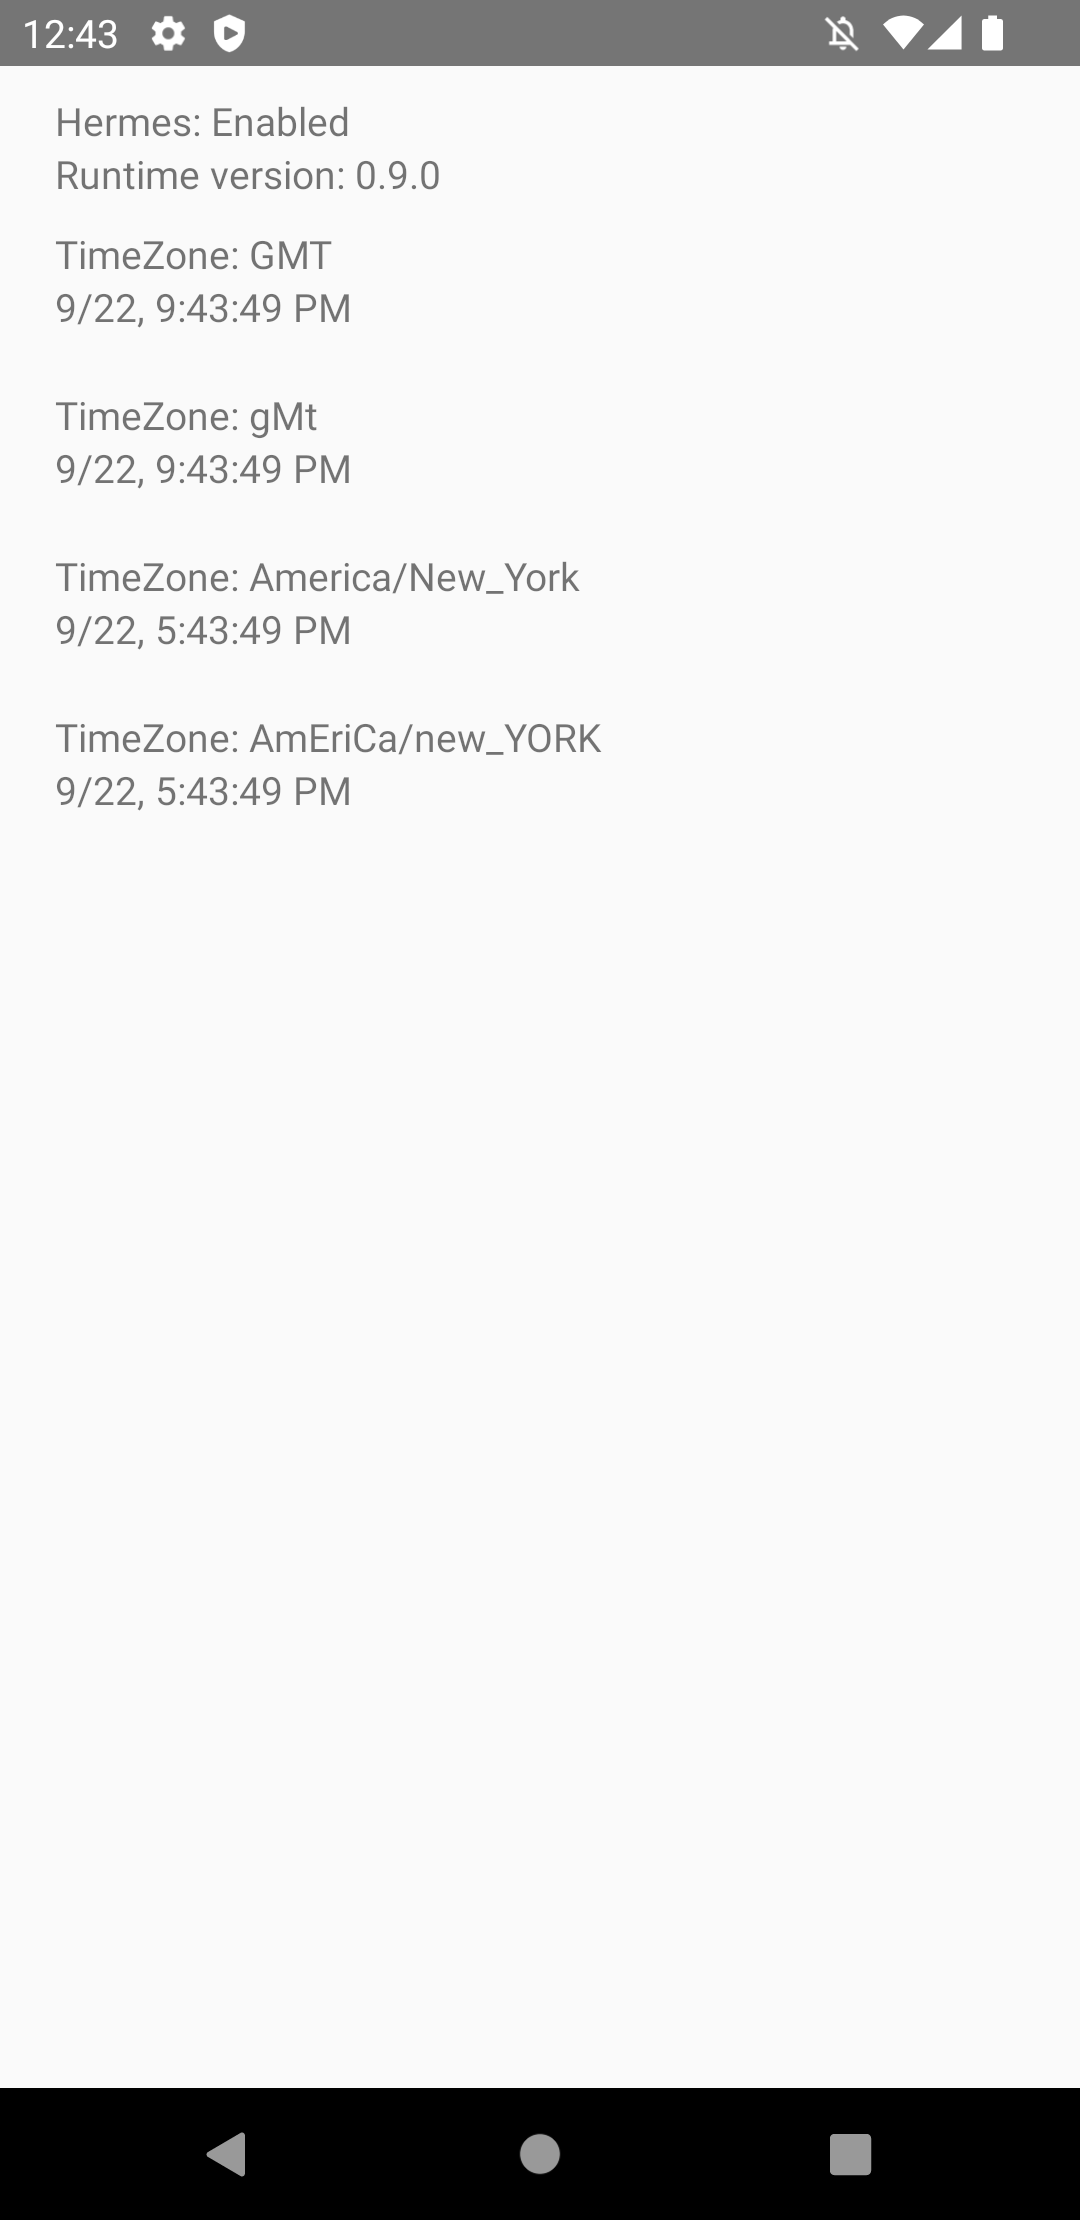 12:43
Hermes: Enabled
Runtime version: 0.9.0
TimeZone: GMT
9/22, 9:43:49 PM
TimeZone: gMt
9/22, 9:43:49 PM
TimeZone: America/New_York
9/22, 5:43:49 PM
TimeZone: AmEriCa/new_YORK
9/22, 5:43:49 PM